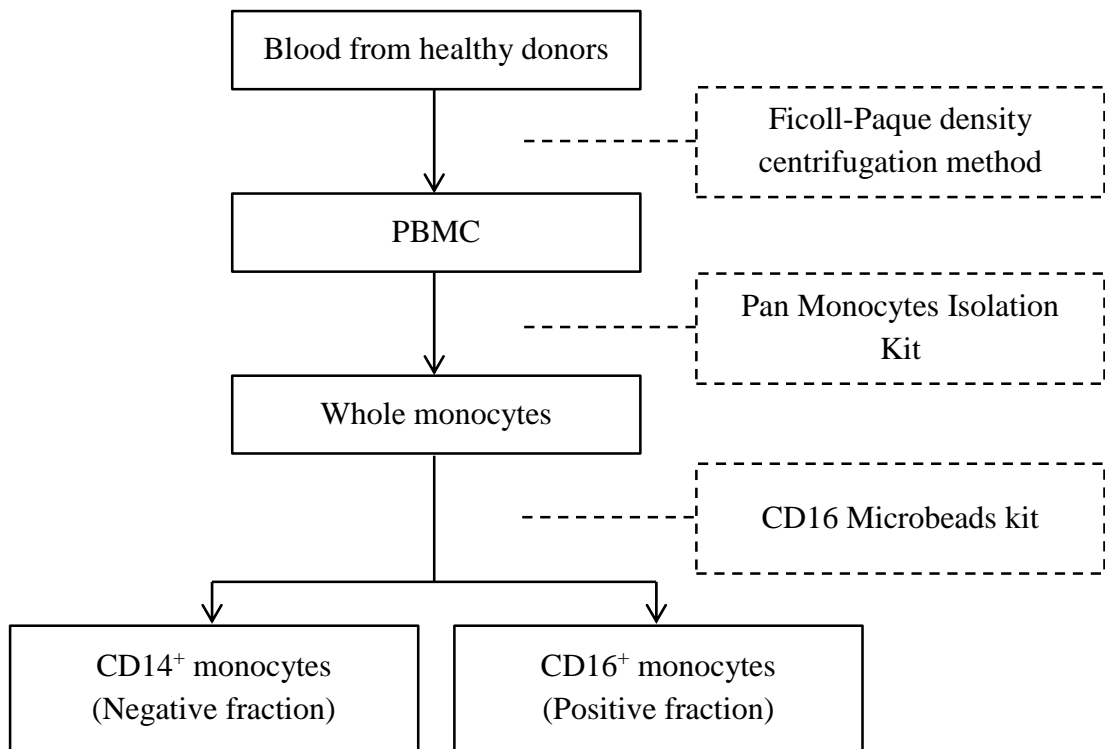 Blood from healthy donors
Ficoll-Paque density
centrifugation method
PBMC
Pan Monocytes Isolation
Kit
Whole monocytes
CD16 Microbeads kit
CD14⁺ monocytes
(Negative fraction)
CD16⁺ monocytes
(Positive fraction)